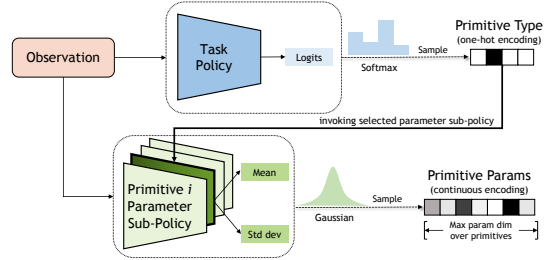 Observation
Task
Policy
Logits
Softmax
Sample
Primitive Type
(one-hot encoding)
invoking selected parameter sub-policy
Primitive i
Parameter
Sub-Policy
Mean
Std dev
Gaussian
Sample
Primitive Params
(continuous encoding)
Max param dim
over primitives